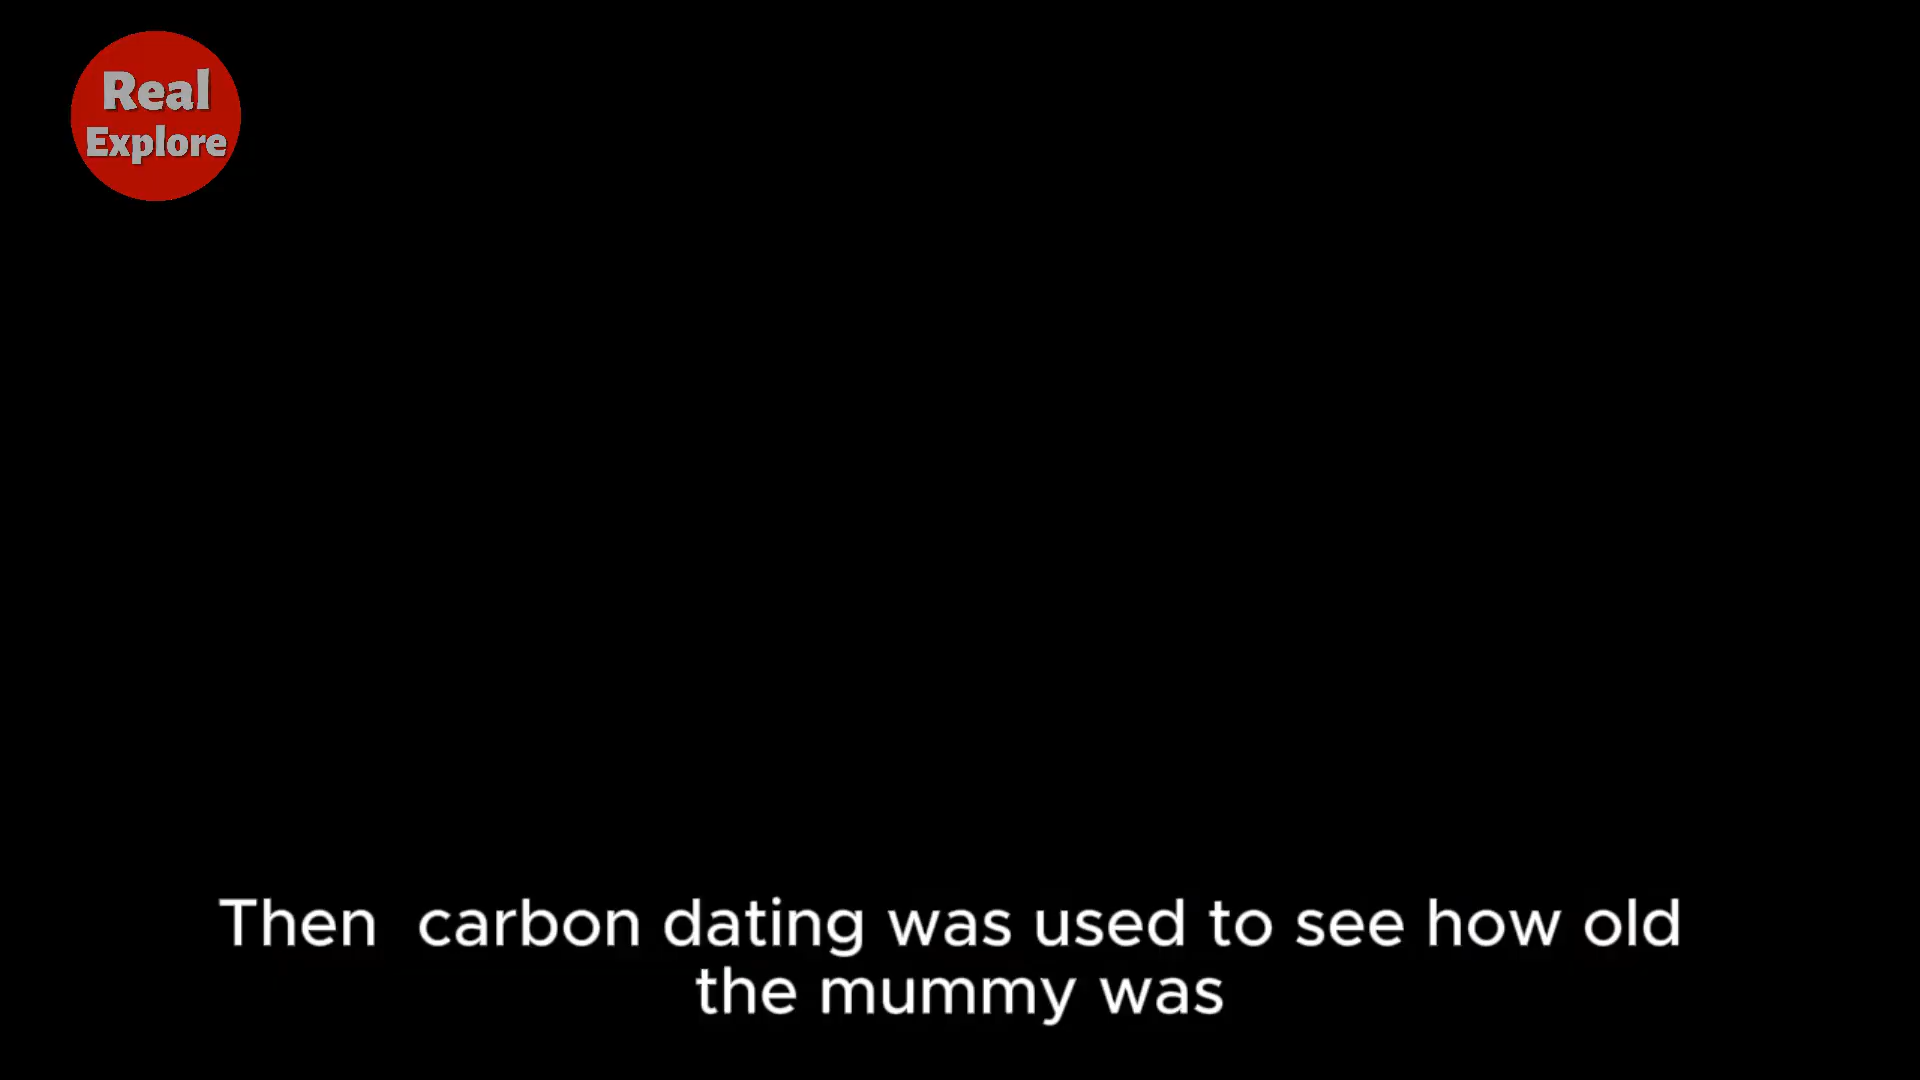 Real
Explore
Then  carbon dating was used to see how old
the mummy was